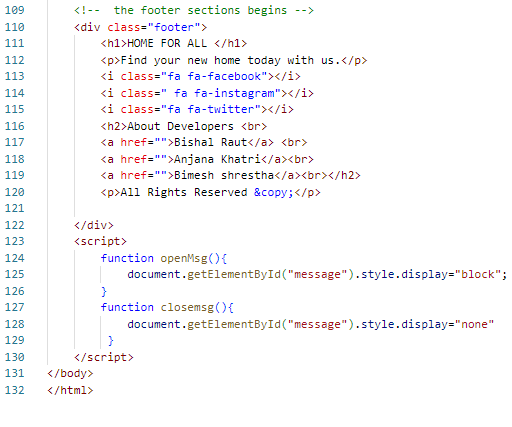 109 <!--  the footer sections begins -->
110 <div class="footer">
111 <h1>HOME FOR ALL </h1>
112 <p>Find your new home today with us.</p>
113 <i class="fa fa-facebook"></i>
114 <i class=" fa fa-instagram"></i>
115 <i class="fa fa-twitter"></i>
116 <h2>About Developers <br>
117 <a href="">Bishal Raut</a> <br>
118 <a href="">Anjana Khatri</a><br>
119 <a href="">Bimesh shrestha</a><br></h2>
120 <p>All Rights Reserved &copy;</p>
121
122 </div>
123 <script>
124 function openMsg(){
125 document.getElementById("message").style.display="block";
126 }
127 function closemsg(){
128 document.getElementById("message").style.display="none"
129 }
130 </script>
131 </body>
132 </html>